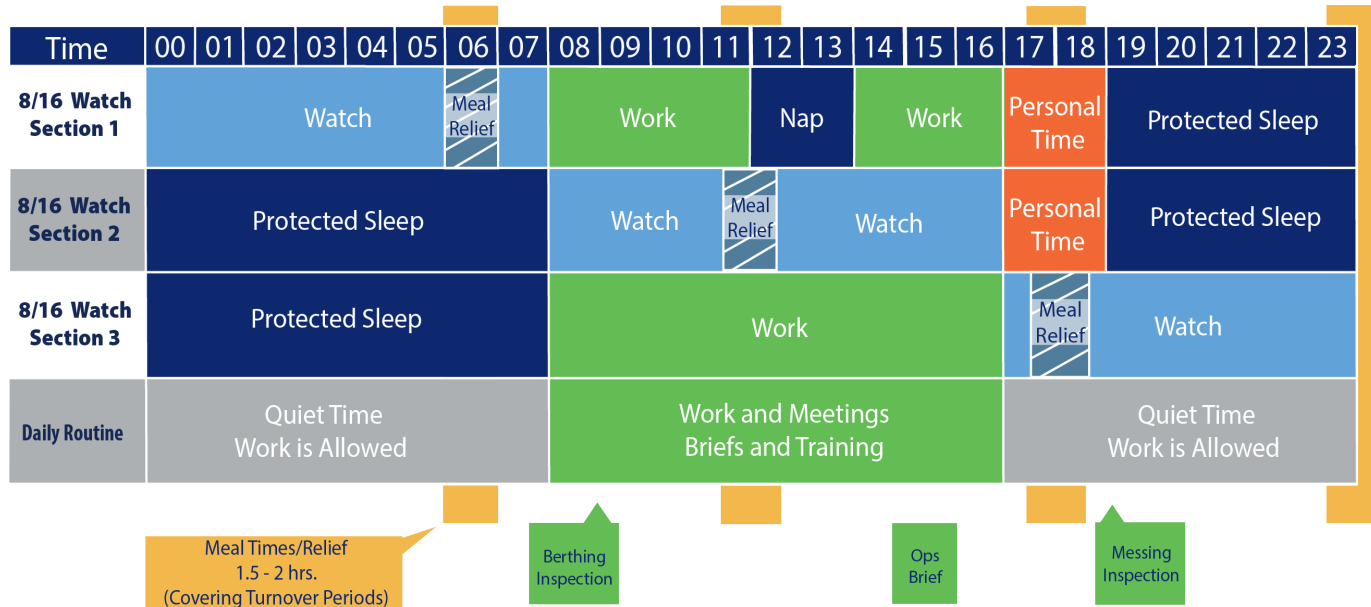 Time 00 01 02 03 04 05 06 07 08 09 10 11 12 13 14 15 16 17 18 19 20 21 22 23
8/16 Watch
Section 1
Watch
Meal
Relief
Work
Nap
Work
Personal
Time
Protected Sleep
8/16 Watch
Section 2
Protected Sleep
Watch
Meal
Relief
Watch
Personal
Time
Protected Sleep
8/16 Watch
Section 3
Protected Sleep
Work
Meal
Relief
Watch
Daily Routine
Quiet Time
Work is Allowed
Work and Meetings
Briefs and Training
Quiet Time
Work is Allowed
Meal Times/Relief
1.5 - 2 hrs.
(Covering Turnover Periods)
Berthing
Inspection
Ops
Brief
Messing
Inspection